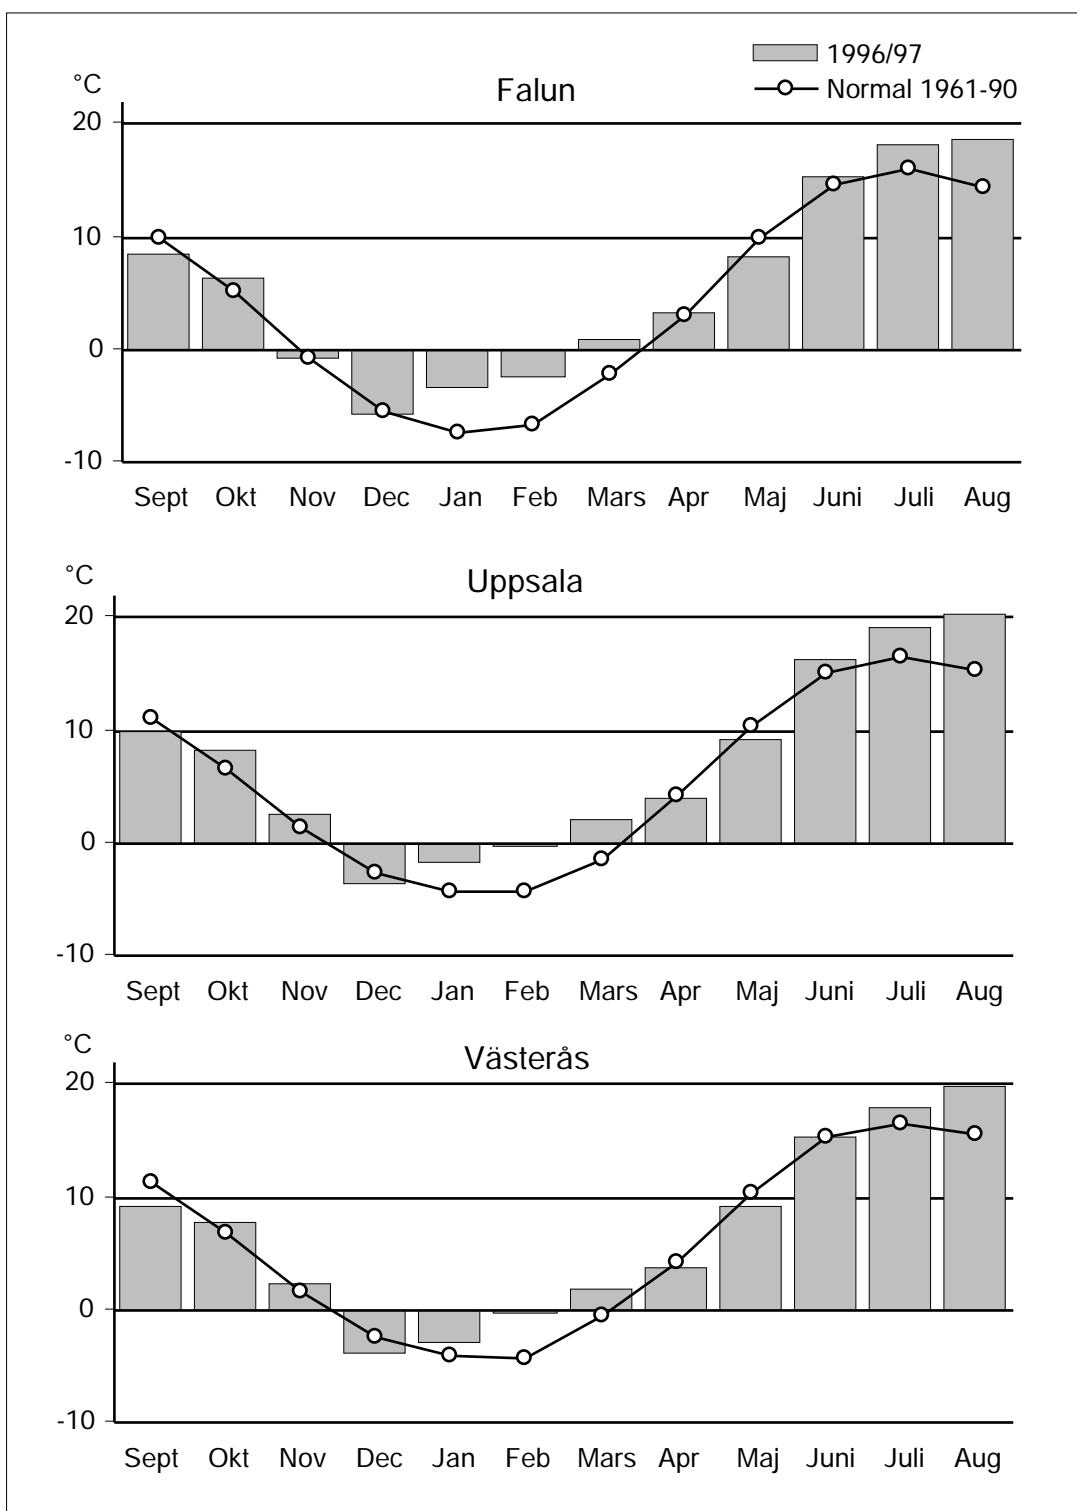 1996/97
Normal 1961-90
°C
Falun
20
10
0
-10
Sept Okt Nov Dec Jan Feb Mars Apr Maj Juni Juli Aug
°C
Uppsala
20
10
0
-10
Sept Okt Nov Dec Jan Feb Mars Apr Maj Juni Juli Aug
°C
Västerås
20
10
0
-10
Sept Okt Nov Dec Jan Feb Mars Apr Maj Juni Juli Aug